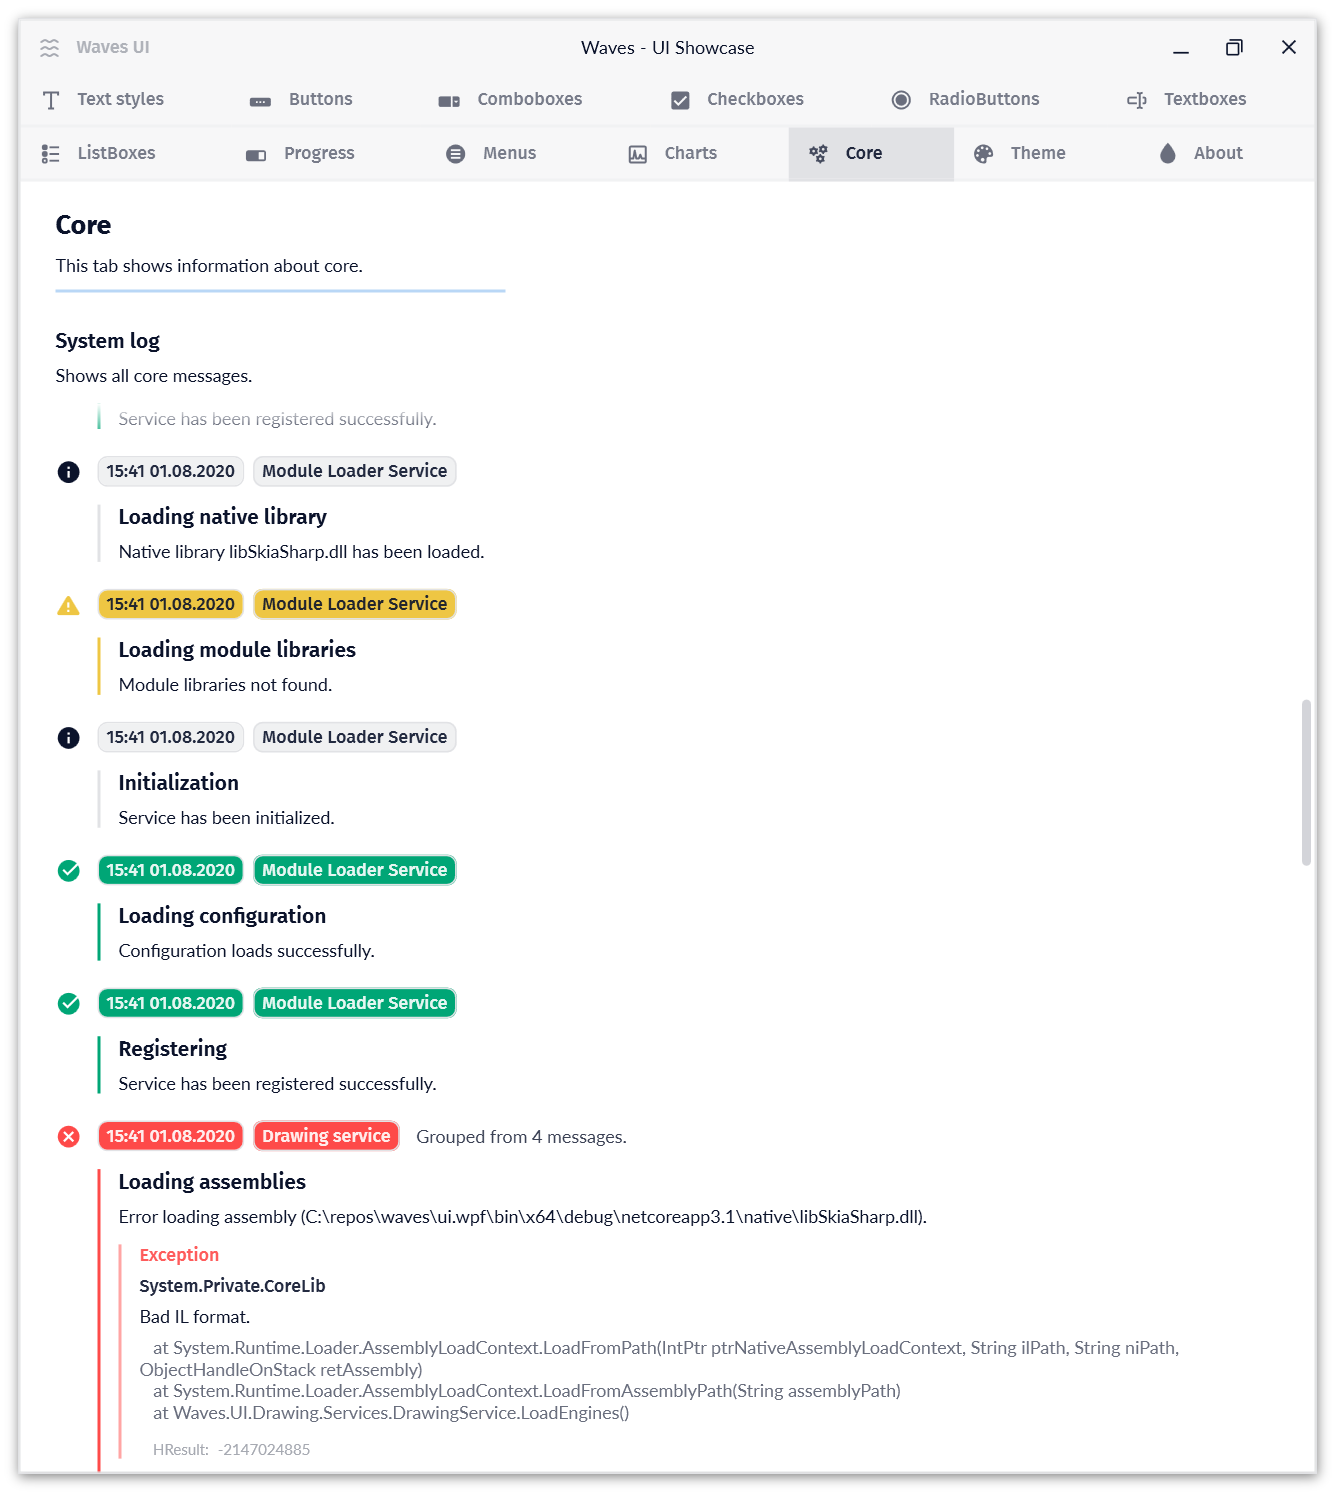 Waves UI
Waves - UI Showcase
Text styles Buttons Comboboxes Checkboxes RadioButtons Textboxes
ListBoxes Progress Menus Charts Core Theme About
Core
This tab shows information about core.
System log
Shows all core messages.
Service has been registered successfully.
15:41 01.08.2020 Module Loader Service
Loading native library
Native library libSkiaSharp.dll has been loaded.
15:41 01.08.2020 Module Loader Service
Loading module libraries
Module libraries not found.
15:41 01.08.2020 Module Loader Service
Initialization
Service has been initialized.
15:41 01.08.2020 Module Loader Service
Loading configuration
Configuration loads successfully.
15:41 01.08.2020 Module Loader Service
Registering
Service has been registered successfully.
15:41 01.08.2020 Drawing service Grouped from 4 messages.
Loading assemblies
Error loading assembly (C:\repos\waves\ui.wpf\bin\x64\debug\netcoreapp3.1\native\libSkiaSharp.dll).
Exception
System.Private.CoreLib
Bad IL format.
at System.Runtime.Loader.AssemblyLoadContext.LoadFromPath(IntPtr ptrNativeAssemblyLoadContext, String ilPath, String niPath,
ObjectHandleOnStack retAssembly)
at System.Runtime.Loader.AssemblyLoadContext.LoadFromAssemblyPath(String assemblyPath)
at Waves.UI.Drawing.Services.DrawingService.LoadEngines()
HResult: -2147024885